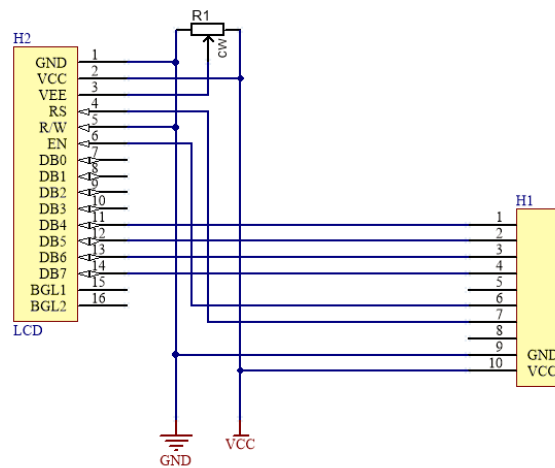 R1
CW
H2
GND 1
VCC 2
VEE 3
RS 4
R/W 5
EN 6
DB0 7
DB1 8
DB2 9
DB3 10
DB4 11
DB5 12
DB6 13
DB7 14
BGL1 15
BGL2 16
LCD
H1
1
2
3
4
5
6
7
8
9 GND
10 VCC
GND
VCC